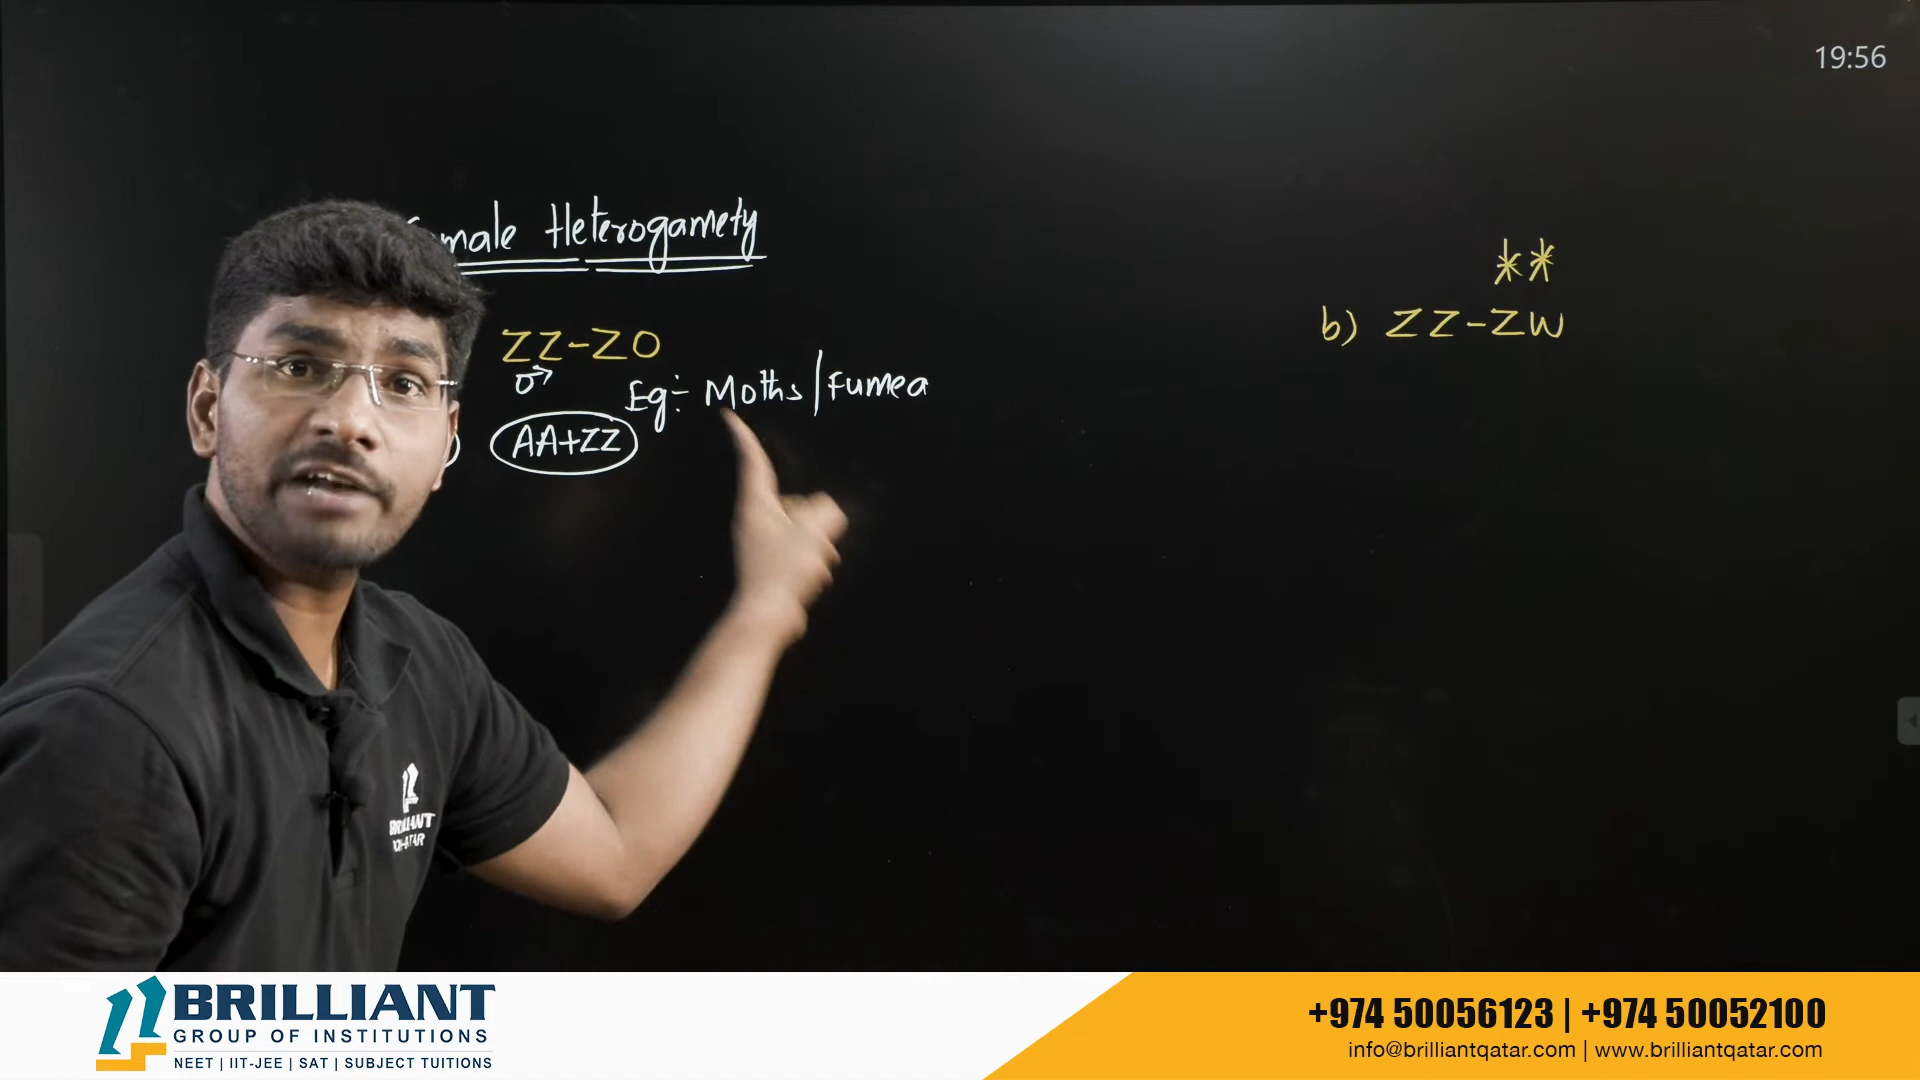 19:56
male Heterogamety
ZZ-ZO
Eg:- Moths/Fumea
AA+ZZ
**
b) ZZ-ZW
BRILLIANT
BRILLIANT
GROUP OF INSTITUTIONS
NEET | IIT-JEE | SAT | SUBJECT TUITIONS
+974 50056123 | +974 50052100
info@brilliantqatar.com | www.brilliantqatar.com